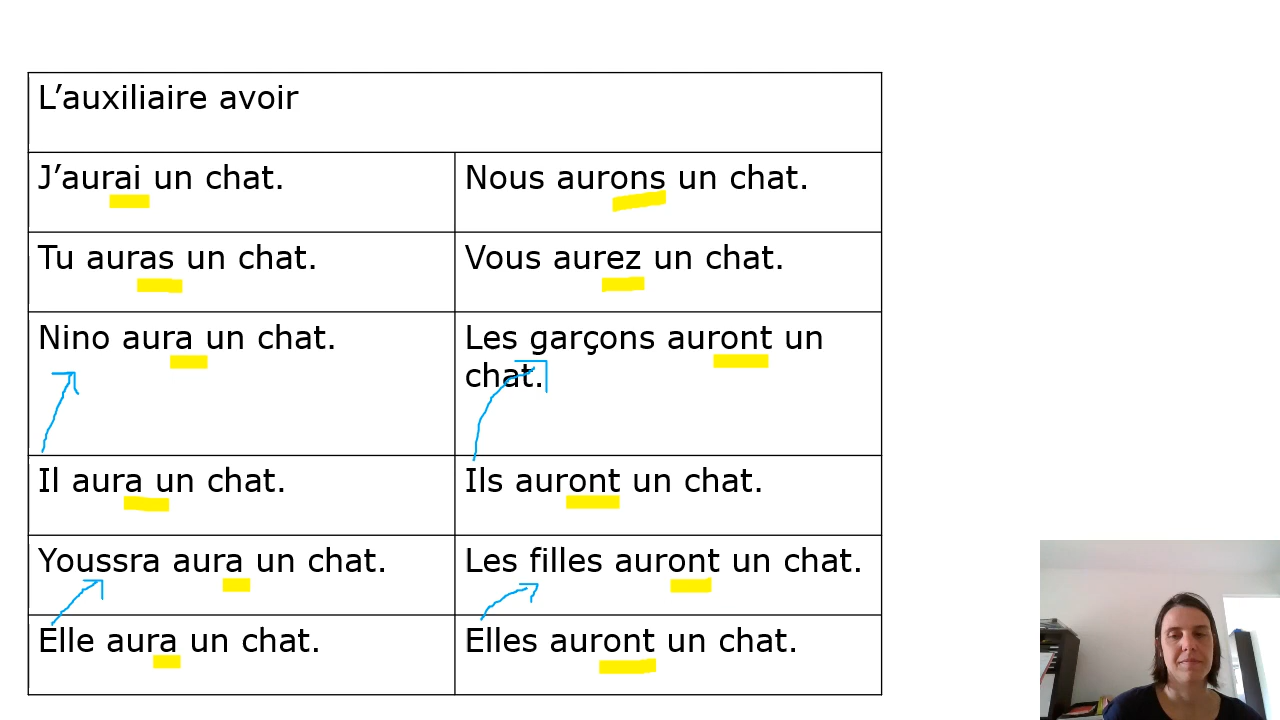 L’auxiliaire avoir
J’aurai un chat.
Nous aurons un chat.
Tu auras un chat.
Vous aurez un chat.
Nino aura un chat.
Les garçons auront un
chat.
Il aura un chat.
Ils auront un chat.
Youssra aura un chat.
Les filles auront un chat.
Elle aura un chat.
Elles auront un chat.